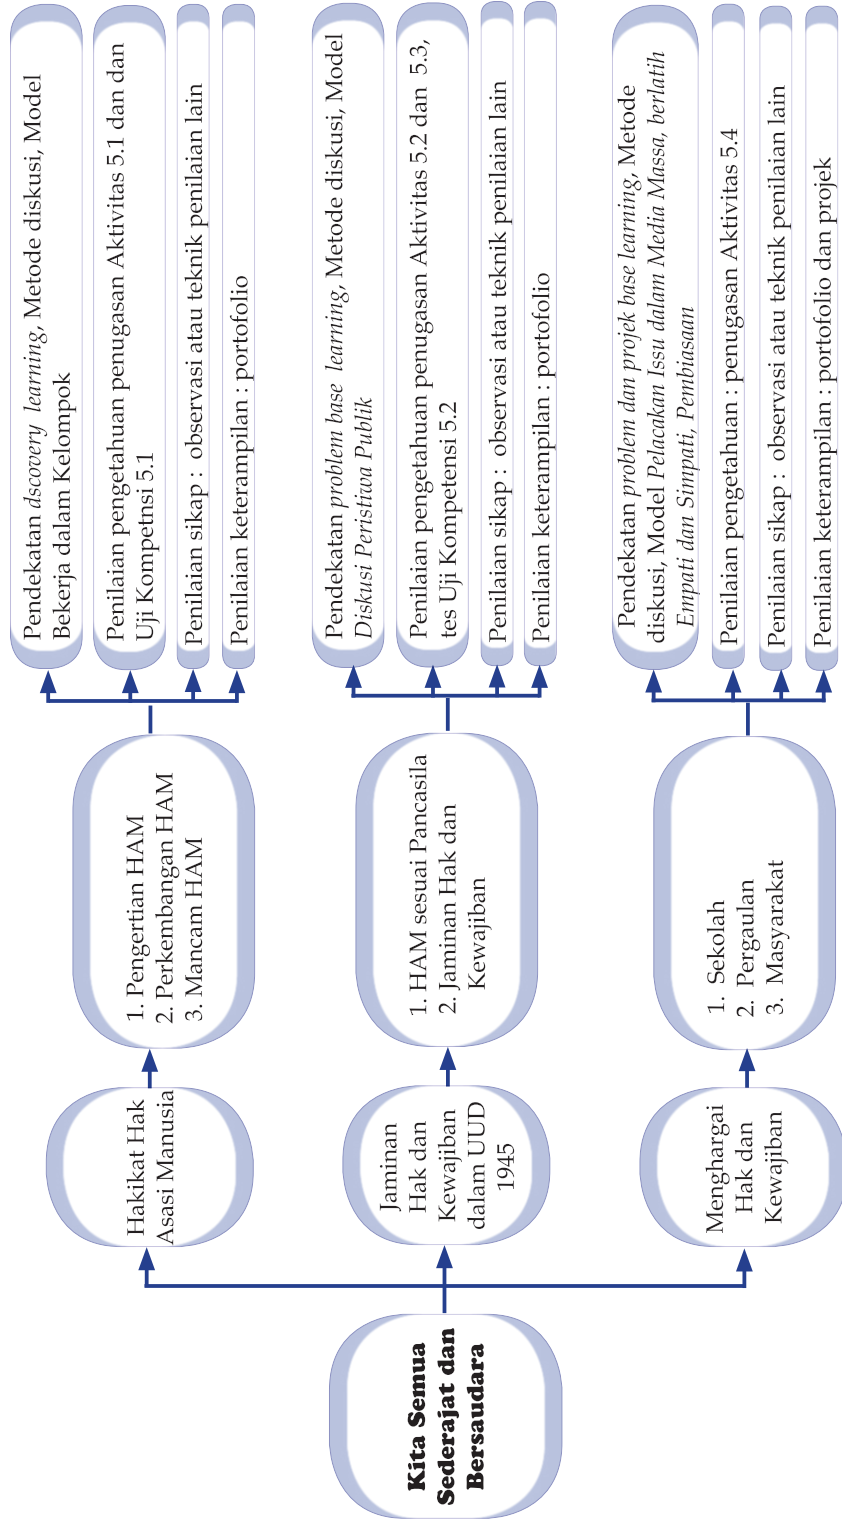 Kita Semua
Sederajat dan
Bersaudara
Hakikat Hak
Asasi Manusia
1. Pengertian HAM
2. Perkembangan HAM
3. Mancam HAM
Pendekatan dscovery learning, Metode diskusi, Model
Bekerja dalam Kelompok
Penilaian pengetahuan penugasan Aktivitas 5.1 dan dan
Uji Kompetnsi 5.1
Penilaian sikap : observasi atau teknik penilaian lain
Penilaian keterampilan : portofolio
Jaminan
Hak dan
Kewajiban
dalam UUD
1945
1. HAM sesuai Pancasila
2. Jaminan Hak dan
Kewajiban
Pendekatan problem base learning, Metode diskusi, Model
Diskusi Peristiwa Publik
Penilaian pengetahuan penugasan Aktivitas 5.2 dan 5.3,
tes Uji Kompetensi 5.2
Penilaian sikap : observasi atau teknik penilaian lain
Penilaian keterampilan : portofolio
Menghargai
Hak dan
Kewajiban
1. Sekolah
2. Pergaulan
3. Masyarakat
Pendekatan problem dan projek base learning, Metode
diskusi, Model Pelacakan Issu dalam Media Massa, berlatih
Empati dan Simpati, Pembiasaan
Penilaian pengetahuan : penugasan Aktivitas 5.4
Penilaian sikap : observasi atau teknik penilaian lain
Penilaian keterampilan : portofolio dan projek